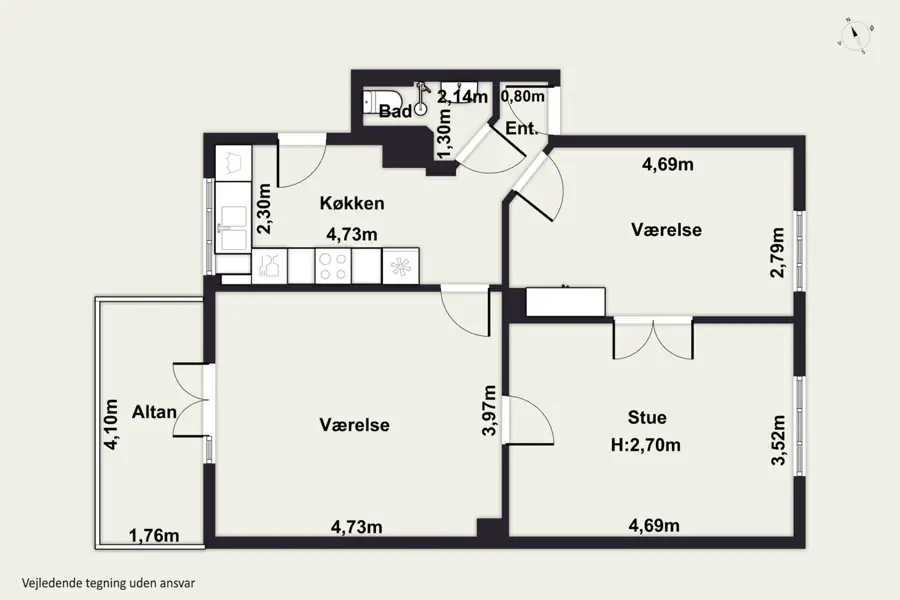 N
Ø
V
S
Bad
2,14m
1,30m
0,80m
Ent.
4,69m
Værelse
2,79m
Køkken
4,73m
2,30m
Altan
4,10m
1,76m
Værelse
3,97m
4,73m
Stue
H:2,70m
3,52m
4,69m
Vejledende tegning uden ansvar